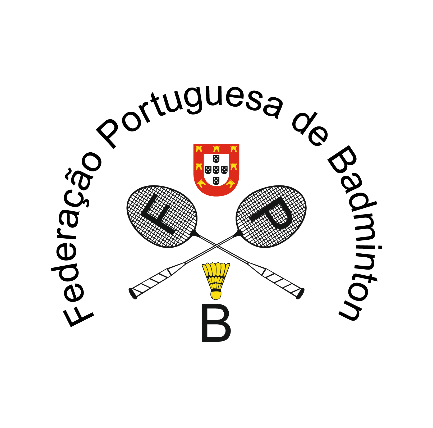 Federação Portuguesa de Badminton
F P
B